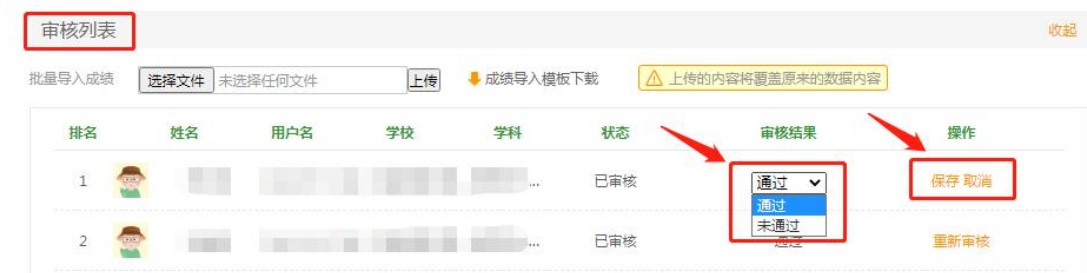 审核列表 收起
批量导入成绩 选择文件 未选择任何文件 上传 成绩导入模板下载 上传的内容将覆盖原来的数据内容
排名 姓名 用户名 学校 学科 状态 审核结果 操作
1 ... 已审核 通过 保存 取消
通过
未通过
2 ... 已审核 通过 重新审核